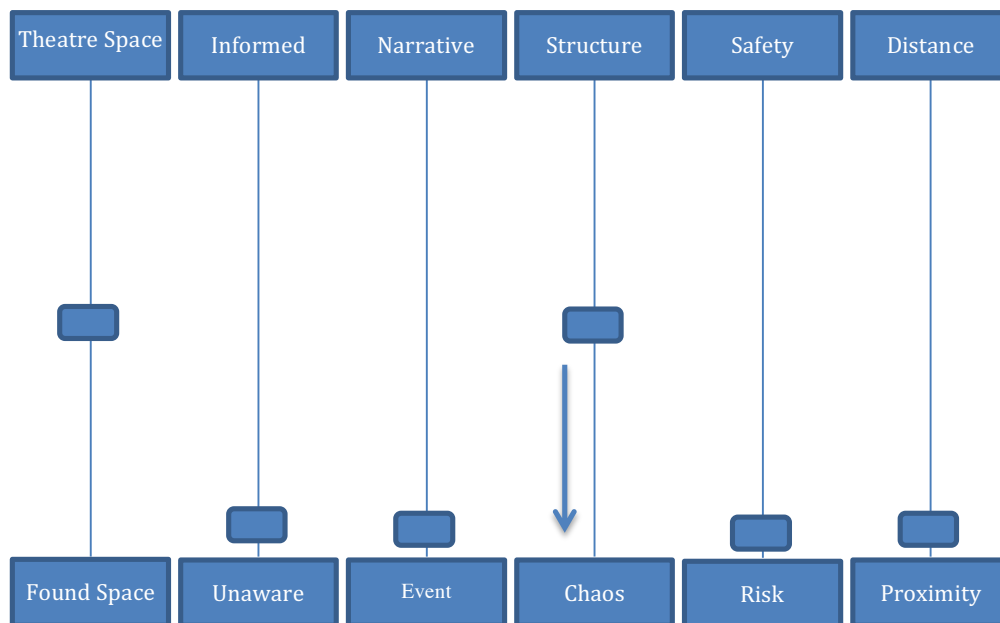 Theatre Space
Informed
Narrative
Structure
Safety
Distance
Found Space
Unaware
Event
Chaos
Risk
Proximity